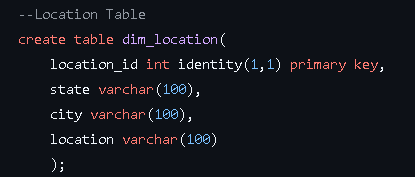 --Location Table
create table dim_location(
location_id int identity(1,1) primary key,
state varchar(100),
city varchar(100),
location varchar(100)
);